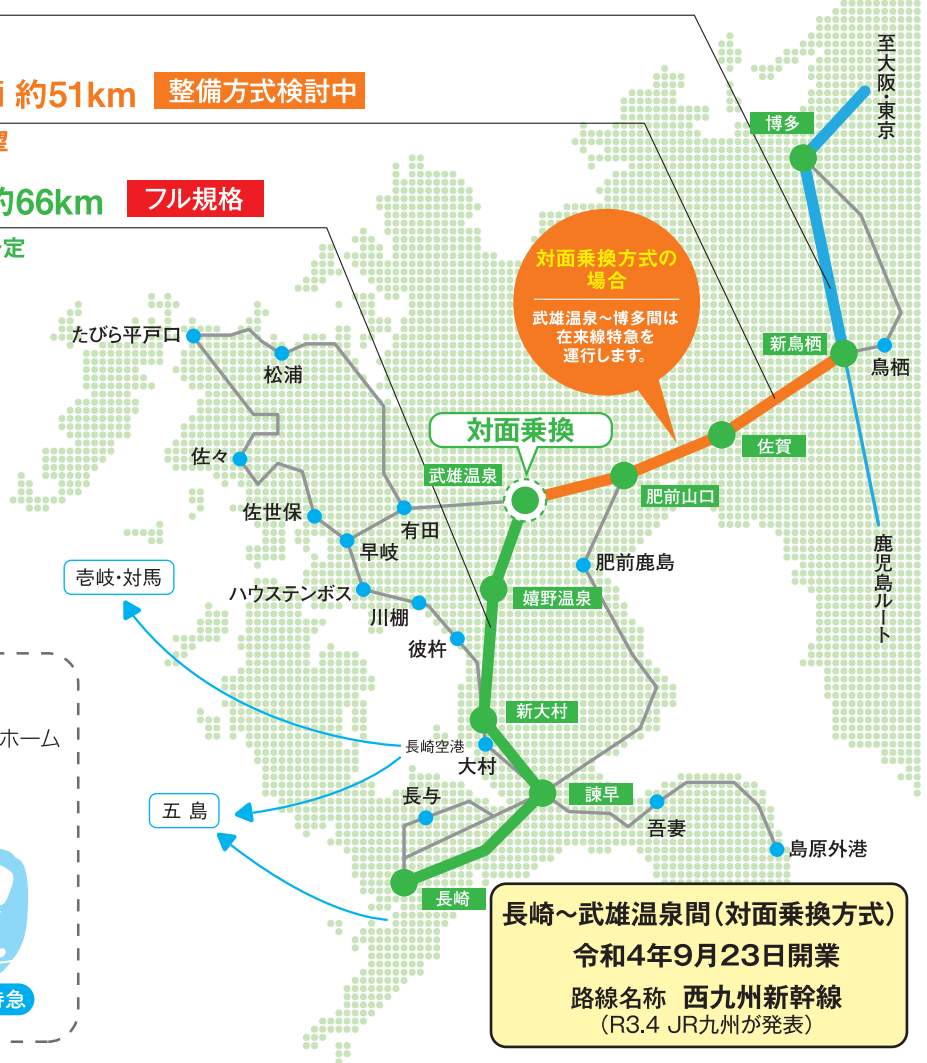 至大阪・東京
約51km
整備方式検討中
博多
約66km
フル規格
定
対面乗換方式の
場合
武雄温泉～博多間は
在来線特急を
運行します。
たびら平戸口
松浦
新鳥栖
鳥栖
対面乗換
佐賀
佐々
武雄温泉
肥前山口
佐世保
有田
早岐
鹿児島ルート
肥前鹿島
壱岐・対馬
ハウステンボス
嬉野温泉
川棚
彼杵
新大村
ホーム
長崎空港
大村
長与
諫早
五島
吾妻
島原外港
長崎
長崎～武雄温泉間（対面乗換方式）
令和4年9月23日開業
路線名称 西九州新幹線
（R3.4 JR九州が発表）
特急